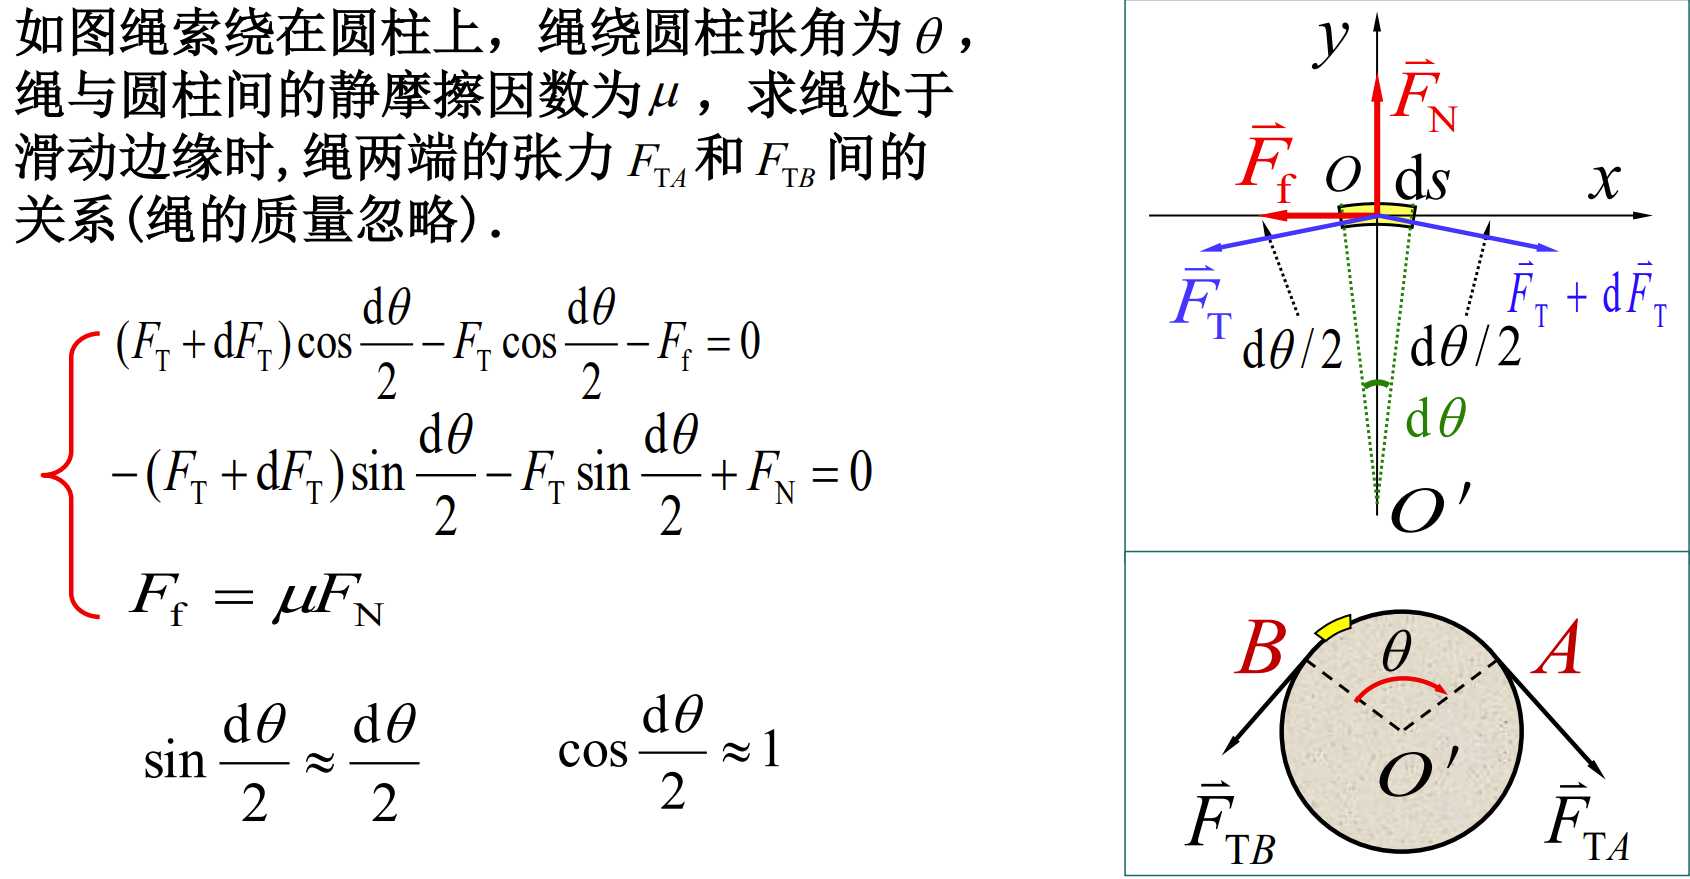 如图绳索绕在圆柱上，绳绕圆柱张角为 θ，
绳与圆柱间的静摩擦因数为 μ，求绳处于
滑动边缘时,绳两端的张力 F_TA 和 F_TB 间的
关系(绳的质量忽略).
(F_T + dF_T) cos dθ/2 − F_T cos dθ/2 − F_f = 0
−(F_T + dF_T) sin dθ/2 − F_T sin dθ/2 + F_N = 0
F_f = μF_N
sin dθ/2 ≈ dθ/2
cos dθ/2 ≈ 1
y
F_N
F_f
O
ds
x
F_T
F_T + dF_T
dθ/2
dθ/2
dθ
O′
B
θ
A
O′
F_TB
F_TA